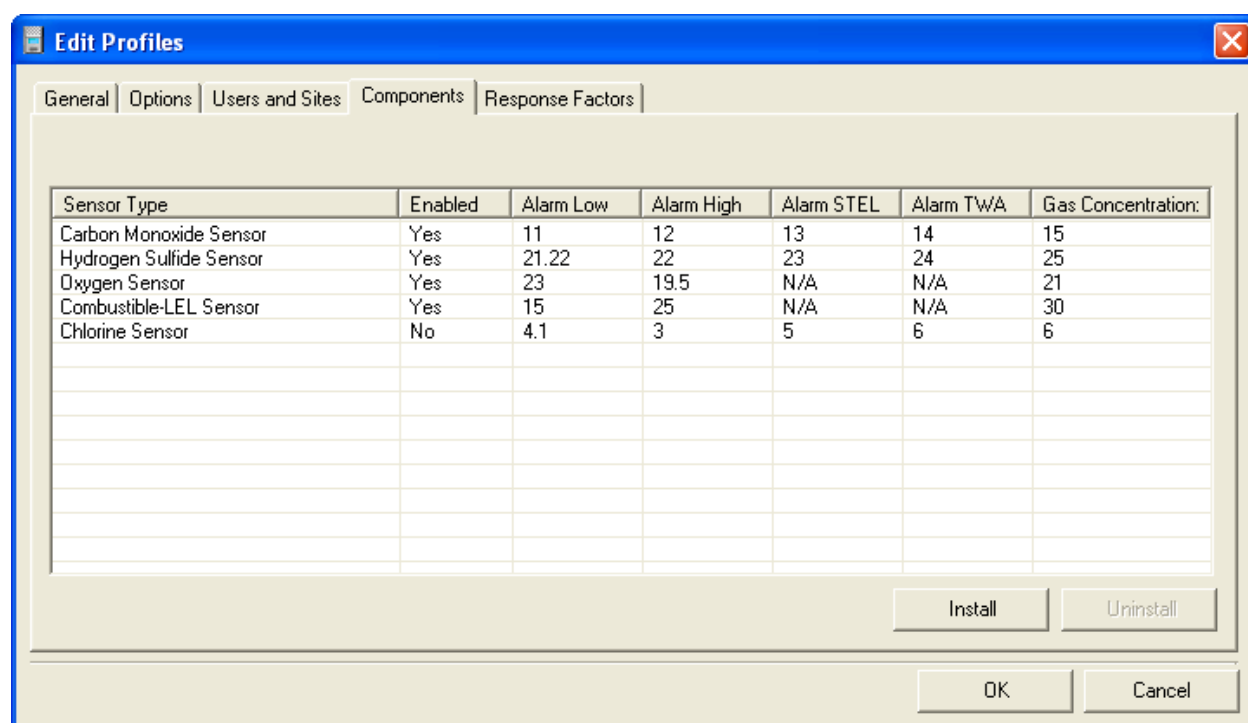 Edit Profiles
General Options Users and Sites Components Response Factors
Sensor Type Enabled Alarm Low Alarm High Alarm STEL Alarm TWA Gas Concentration:
Carbon Monoxide Sensor Yes 11 12 13 14 15
Hydrogen Sulfide Sensor Yes 21.22 22 23 24 25
Oxygen Sensor Yes 23 19.5 N/A N/A 21
Combustible-LEL Sensor Yes 15 25 N/A N/A 30
Chlorine Sensor No 4.1 3 5 6 6
Install Uninstall
OK Cancel